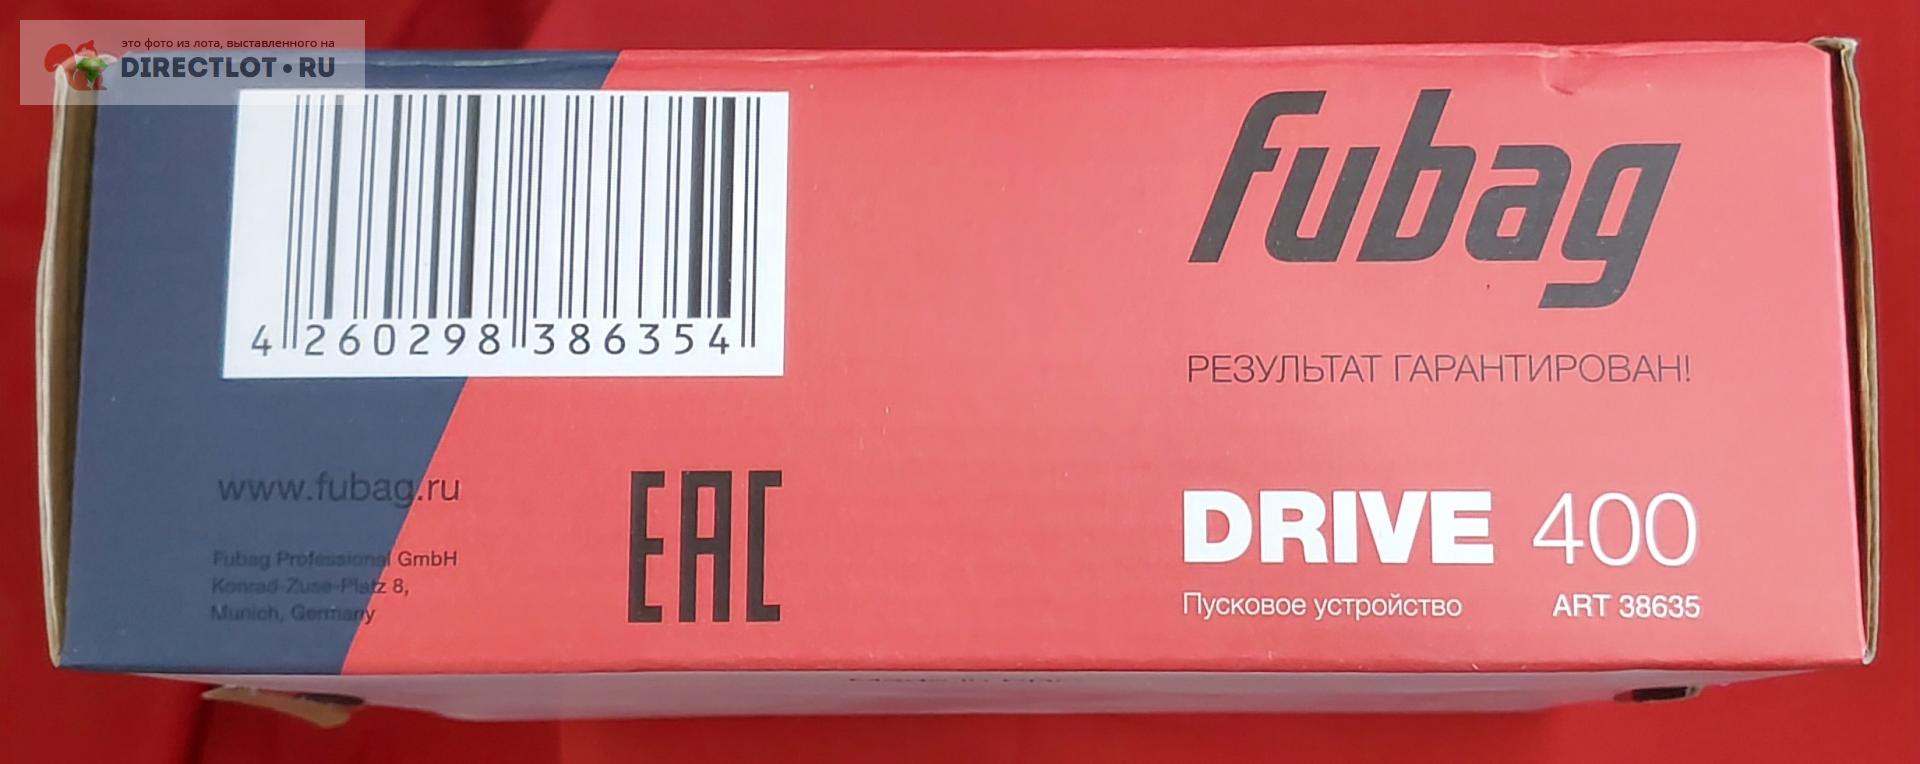 это фото из лота, выставленного на
DIRECTLOT•RU
fubag
4 260298 386354
РЕЗУЛЬТАТ ГАРАНТИРОВАН!
www.fubag.ru
EAC
DRIVE 400
Fubag Professional GmbH
Konrad-Zuse-Platz 8,
Munich, Germany
Пусковое устройство ART 38635